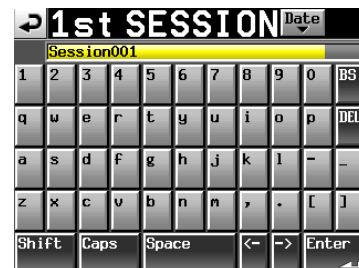 1st SESSION Date
Session001
1 2 3 4 5 6 7 8 9 0 BS
q w e r t y u i o p DEL
a s d f g h j k l - _
z x c v b n m , . [ ]
Shift Caps Space <- -> Enter